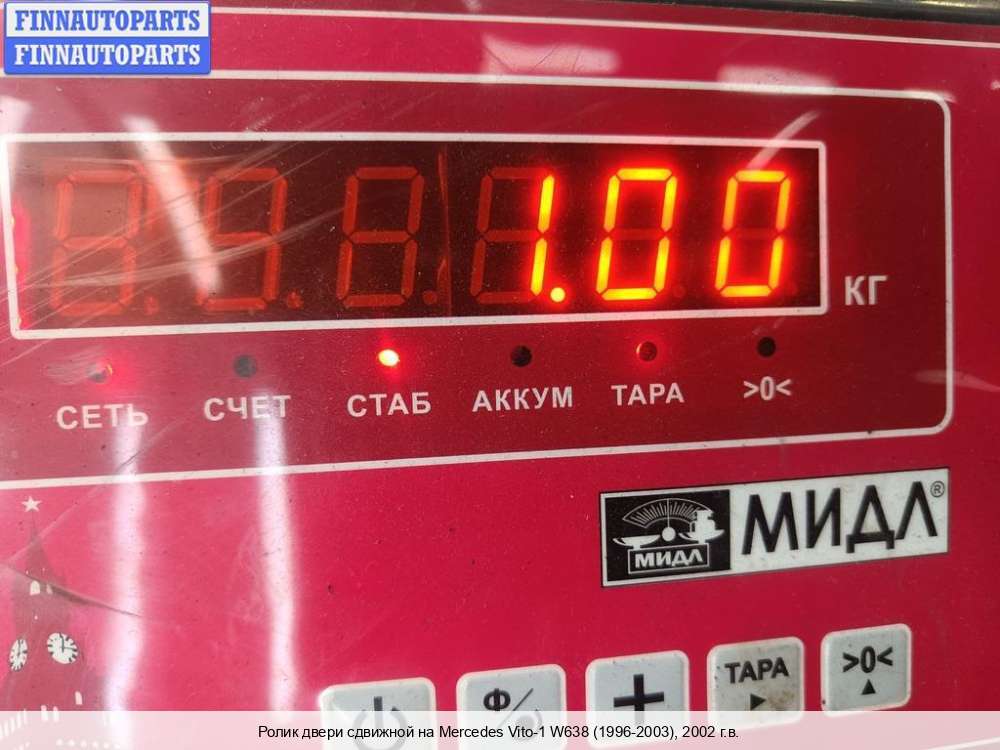 FINNAUTOPARTS
FINNAUTOPARTS
1.00
КГ
СЕТЬ СЧЕТ СТАБ АККУМ ТАРА >0<
МИДЛ МИДЛ®
Ф/ + ТАРА >0<
Ролик двери сдвижной на Mercedes Vito-1 W638 (1996-2003), 2002 г.в.